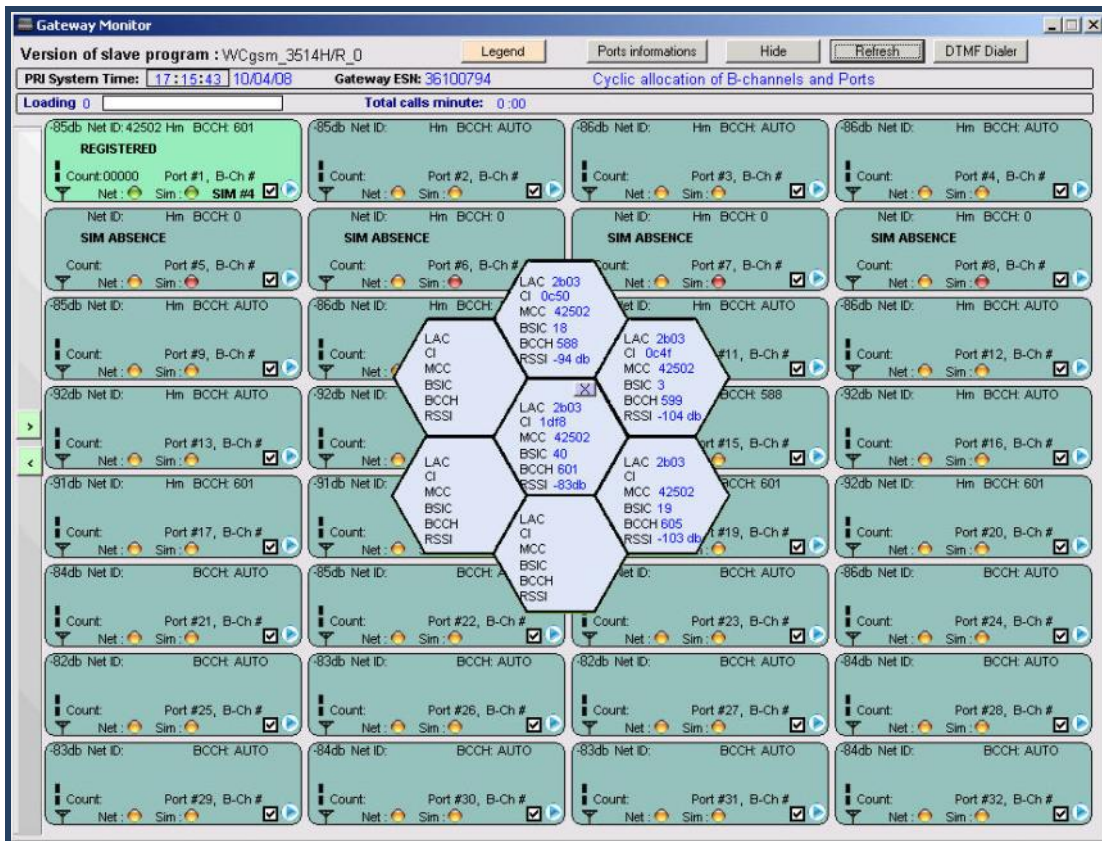 Gateway Monitor
Version of slave program : WCgsm_3514H/R_0 Legend Ports informations Hide Refresh DTMF Dialer
PRI System Time: 17:15:43 10/04/08 Gateway ESN: 36100794 Cyclic allocation of B-channels and Ports
Loading 0 Total calls minute: 0:00
-85db Net ID: 42502 Hm BCCH: 601
REGISTERED
Count:00000 Port #1, B-Ch #
Net : Sim : SIM #4
-85db Net ID: Hm BCCH: AUTO
Count: Port #2, B-Ch #
Net : Sim :
-86db Net ID: Hm BCCH: AUTO
Count: Port #3, B-Ch #
Net : Sim :
-86db Net ID: Hm BCCH: AUTO
Count: Port #4, B-Ch #
Net : Sim :
Net ID: Hm BCCH: 0
SIM ABSENCE
Count: Port #5, B-Ch #
Net : Sim :
Net ID: Hm BCCH: 0
SIM ABSENCE
Count: Port #6, B-Ch #
Net : Sim :
Net ID: Hm BCCH: 0
SIM ABSENCE
Count: Port #7, B-Ch #
Net : Sim :
Net ID: Hm BCCH: 0
SIM ABSENCE
Count: Port #8, B-Ch #
Net : Sim :
-85db Net ID: Hm BCCH: AUTO
Count: Port #9, B-Ch #
Net : Sim :
-86db Net ID: Hm BCCH:
Count:
Net :
Net ID: Hm BCCH: AUTO
#11, B-Ch #
-86db Net ID: Hm BCCH: AUTO
Count: Port #12, B-Ch #
Net : Sim :
-92db Net ID: Hm BCCH: AUTO
Count: Port #13, B-Ch #
Net : Sim :
-92db Net ID:
Count:
Net :
BCCH: 588
Port #15, B-Ch #
-92db Net ID: Hm BCCH: AUTO
Count: Port #16, B-Ch #
Net : Sim :
-91db Net ID: Hm BCCH: 601
Count: Port #17, B-Ch #
Net : Sim :
-91db Net ID:
Count:
Net : Sim :
BCCH: 601
#19, B-Ch #
-92db Net ID: Hm BCCH: 601
Count: Port #20, B-Ch #
Net : Sim :
-84db Net ID: BCCH: AUTO
Count: Port #21, B-Ch #
Net : Sim :
-85db Net ID: BCCH:
Count: Port #22, B-Ch #
Net : Sim :
Net ID: BCCH: AUTO
Count: Port #23, B-Ch #
Net : Sim :
-86db Net ID: BCCH: AUTO
Count: Port #24, B-Ch #
Net : Sim :
-82db Net ID: BCCH: AUTO
Count: Port #25, B-Ch #
Net : Sim :
-83db Net ID: BCCH: AUTO
Count: Port #26, B-Ch #
Net : Sim :
-82db Net ID: BCCH: AUTO
Count: Port #27, B-Ch #
Net : Sim :
-84db Net ID: BCCH: AUTO
Count: Port #28, B-Ch #
Net : Sim :
-83db Net ID: BCCH: AUTO
Count: Port #29, B-Ch #
Net : Sim :
-84db Net ID: BCCH: AUTO
Count: Port #30, B-Ch #
Net : Sim :
-83db Net ID: BCCH: AUTO
Count: Port #31, B-Ch #
Net : Sim :
-84db Net ID: BCCH: AUTO
Count: Port #32, B-Ch #
Net : Sim :
LAC 2b03
CI 0c50
MCC 42502
BSIC 18
BCCH 588
RSSI -94 db
LAC
CI
MCC
BSIC
BCCH
RSSI
LAC 2b03
CI 0c4f
MCC 42502
BSIC 3
BCCH 599
RSSI -104 db
X
LAC 2b03
CI 1df8
MCC 42502
BSIC 40
BCCH 601
RSSI -83db
LAC
CI
MCC
BSIC
BCCH
RSSI
LAC 2b03
CI
MCC 42502
BSIC 19
BCCH 605
RSSI -103 db
LAC
CI
MCC
BSIC
BCCH
RSSI